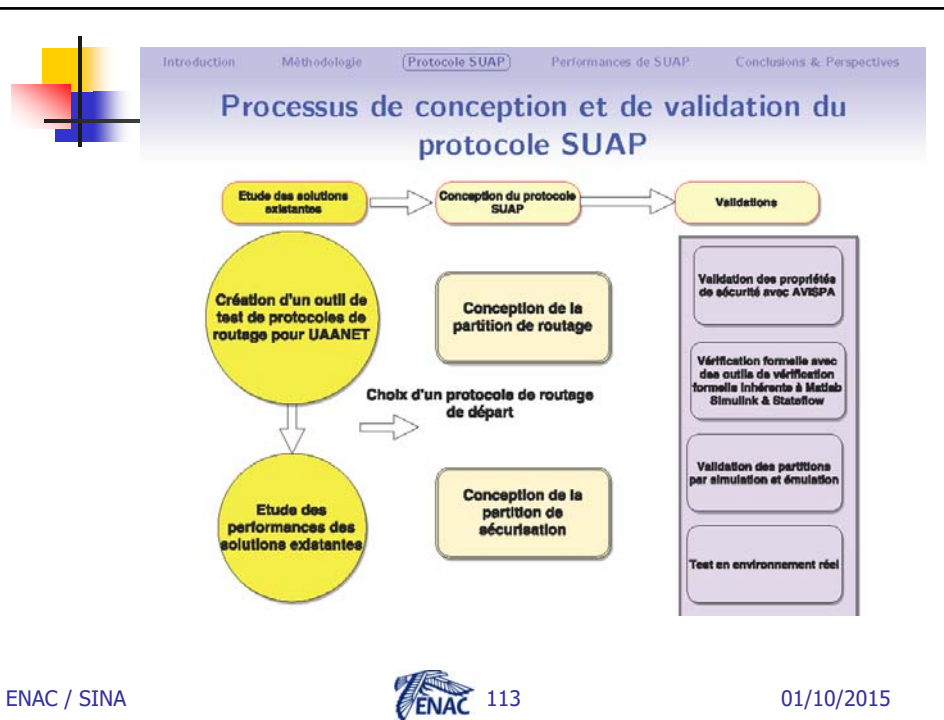 Introduction Méthodologie Protocole SUAP Performances de SUAP Conclusions & Perspectives
Processus de conception et de validation du
protocole SUAP
Etude des solutions
existantes
Conception du protocole
SUAP
Validations
Création d'un outil de
test de protocoles de
routage pour UAANET
Conception de la
partition de routage
Validation des propriétés
de sécurité avec AVISPA
Vérification formelle avec
des outils de vérification
formelle inhérente à Matlab
Simulink & Stateflow
Choix d'un protocole de routage
de départ
Etude des
performances des
solutions existantes
Conception de la
partition de
sécurisation
Validation des partitions
par simulation et émulation
Test en environnement réel
ENAC / SINA
ENAC
113
01/10/2015